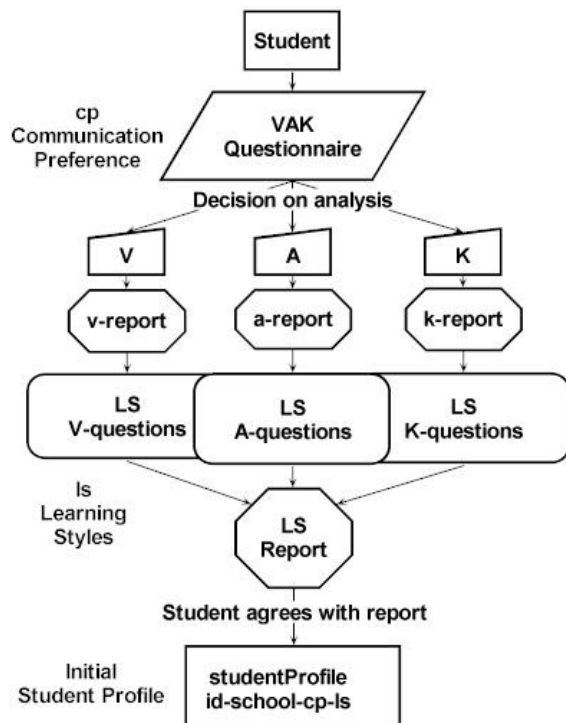 Student
cp
Communication
Preference
VAK
Questionnaire
Decision on analysis
V
A
K
v-report
a-report
k-report
LS
V-questions
LS
A-questions
LS
K-questions
ls
Learning
Styles
LS
Report
Student agrees with report
Initial
Student Profile
studentProfile
id-school-cp-ls